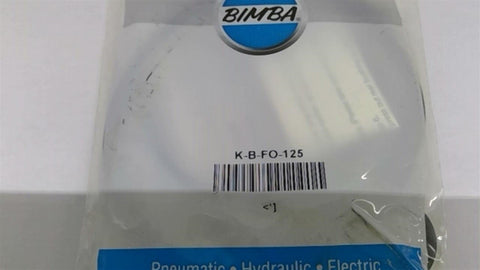 BIMBA
K-B-FO-125
<']
Pneumatic • Hydraulic • Electric